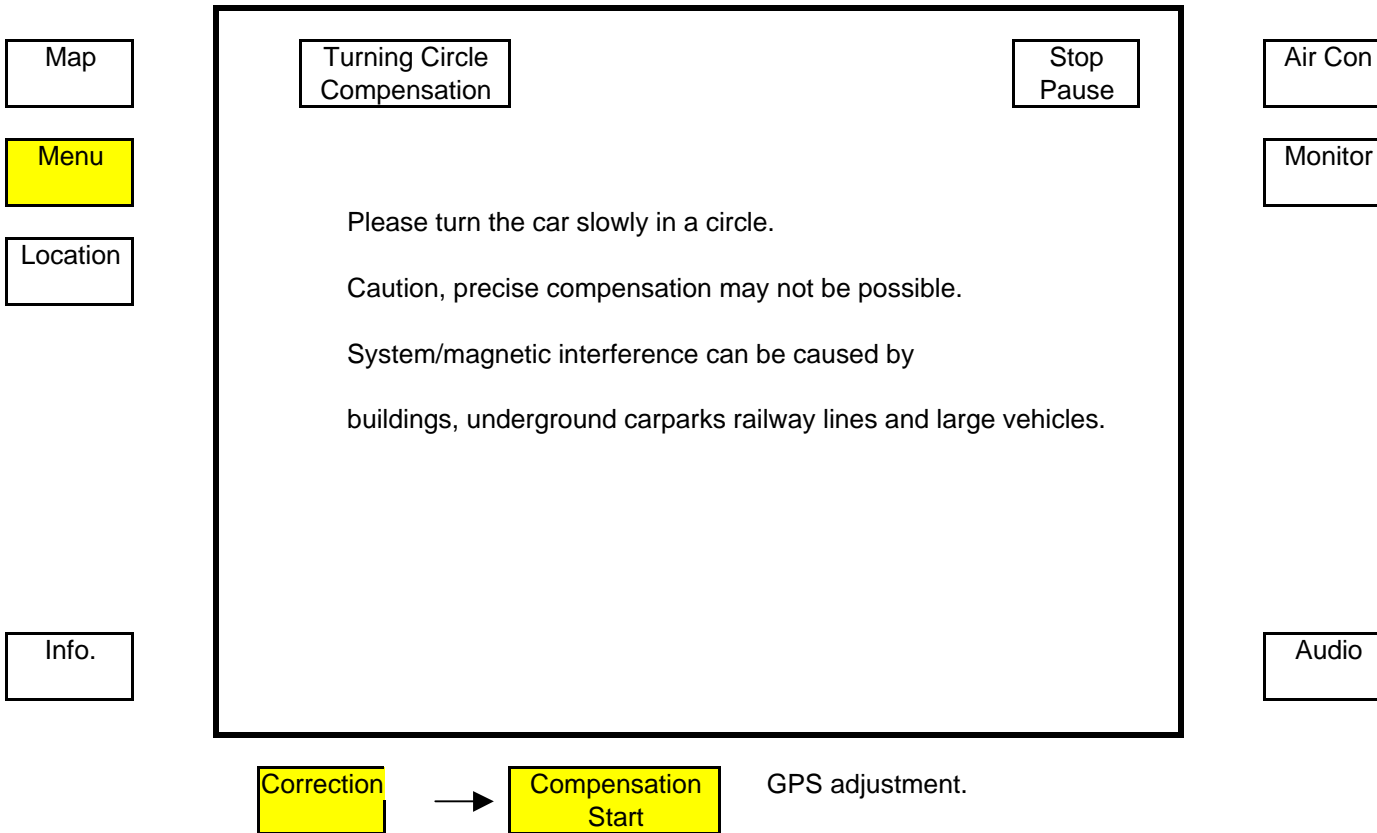 Map
Turning Circle
Compensation
Stop
Pause
Air Con
Menu
Monitor
Please turn the car slowly in a circle.
Location
Caution, precise compensation may not be possible.
System/magnetic interference can be caused by
buildings, underground carparks railway lines and large vehicles.
Info.
Audio
Correction
Compensation
Start
GPS adjustment.